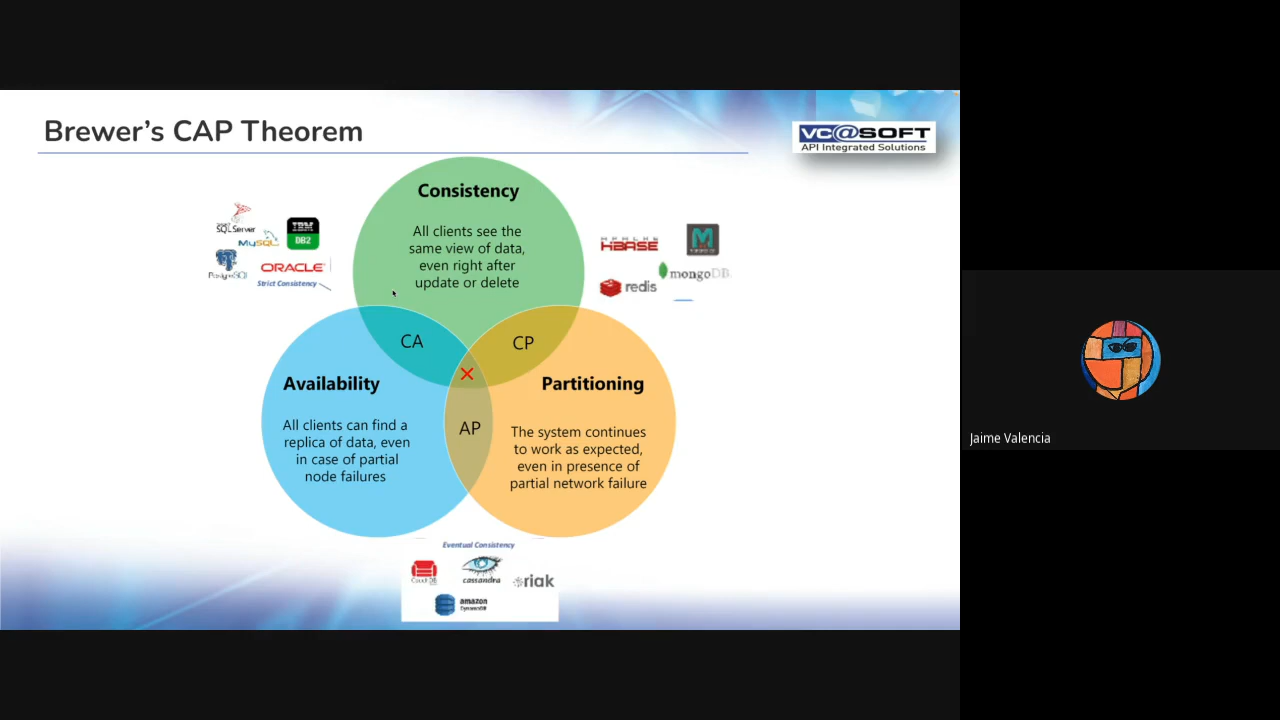 Brewer's CAP Theorem
VC@SOFT
API Integrated Solutions
Consistency
All clients see the
same view of data,
even right after
update or delete
SQL Server
MySQL
IBM
DB2
PostgreSQL
ORACLE
Strict Consistency
HBASE
mongoDB
redis
CA
CP
Availability
All clients can find a
replica of data, even
in case of partial
node failures
AP
Partitioning
The system continues
to work as expected,
even in presence of
partial network failure
Eventual Consistency
CouchDB
cassandra
riak
amazon
DynamoDB
Jaime Valencia